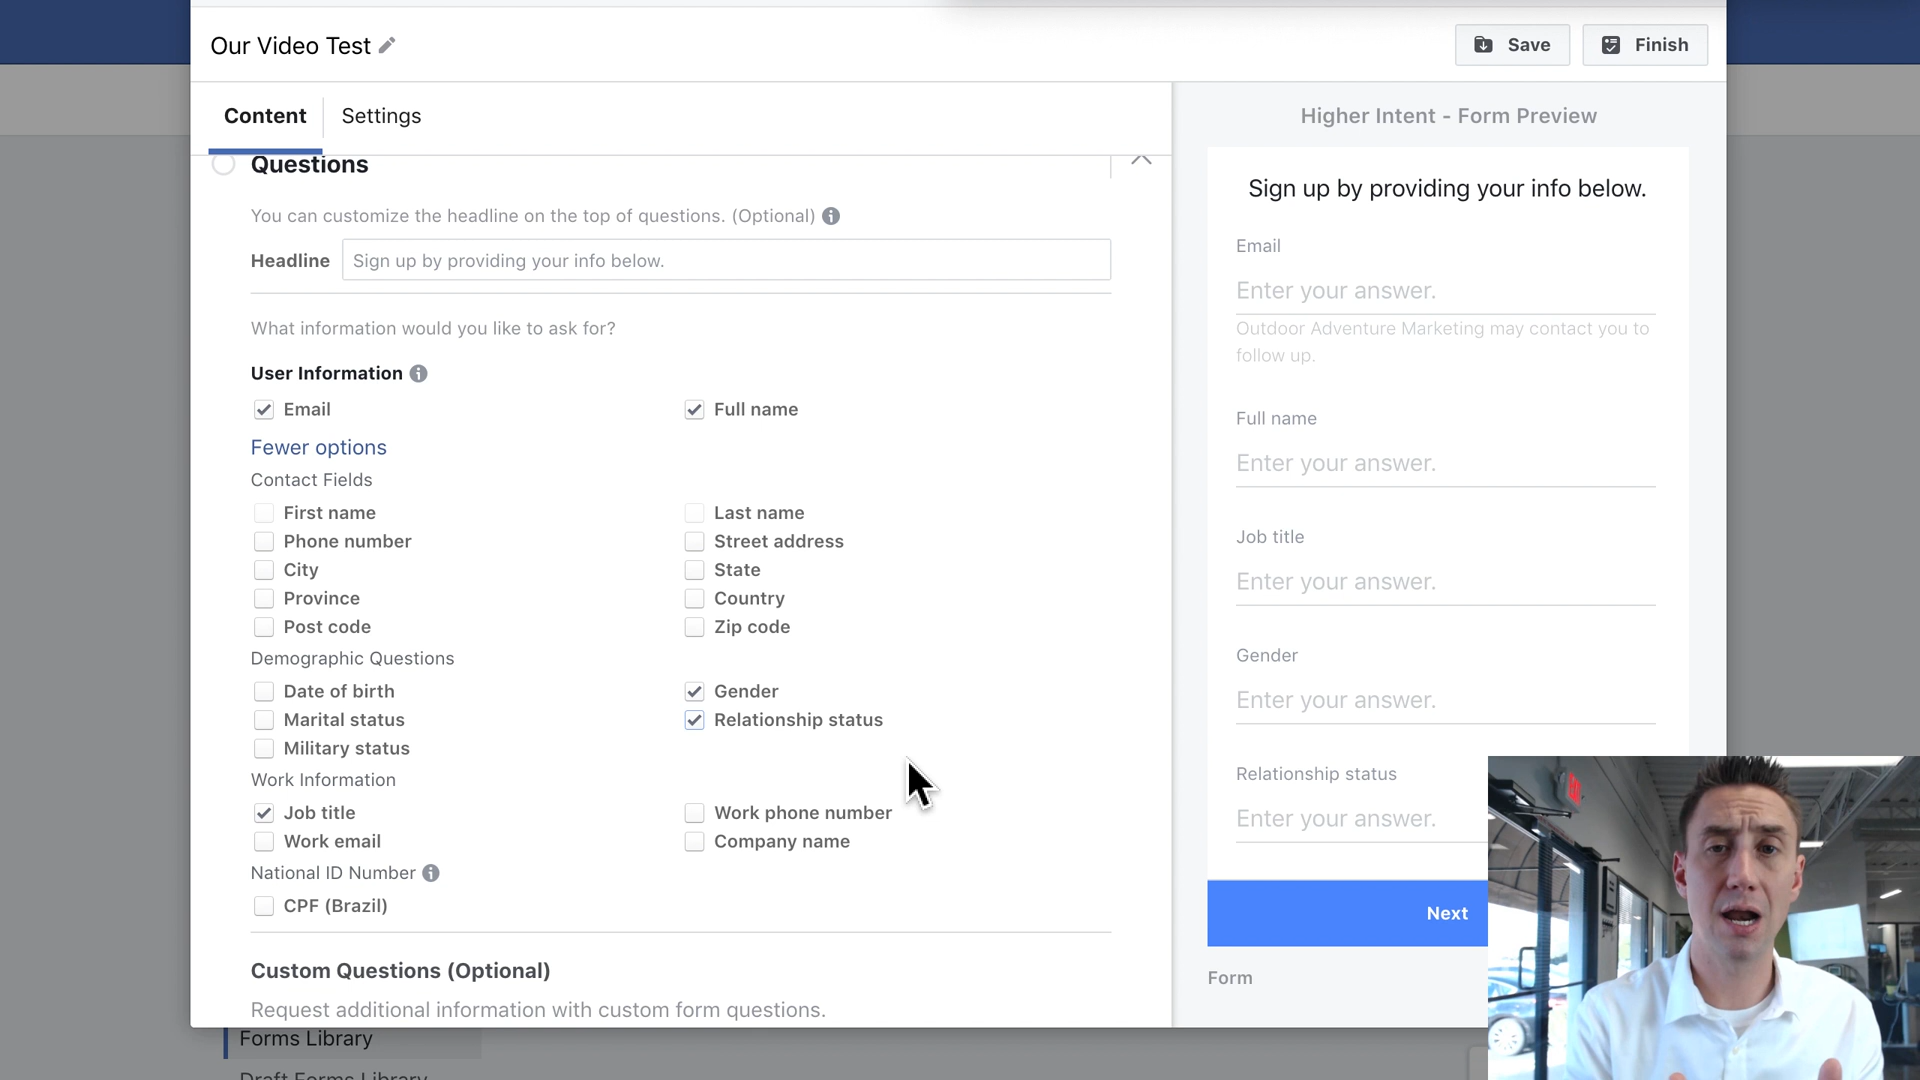 Our Video Test
Save
Finish
Content
Settings
Higher Intent - Form Preview
Questions
You can customize the headline on the top of questions. (Optional)
Headline
Sign up by providing your info below.
What information would you like to ask for?
User Information
Email
Full name
Fewer options
Contact Fields
First name
Last name
Phone number
Street address
City
State
Province
Country
Post code
Zip code
Demographic Questions
Date of birth
Gender
Marital status
Relationship status
Military status
Work Information
Job title
Work phone number
Work email
Company name
National ID Number
CPF (Brazil)
Custom Questions (Optional)
Request additional information with custom form questions.
Sign up by providing your info below.
Email
Enter your answer.
Outdoor Adventure Marketing may contact you to
follow up.
Full name
Enter your answer.
Job title
Enter your answer.
Gender
Enter your answer.
Relationship status
Enter your answer.
Next
Form
Forms Library
Draft Forms Library